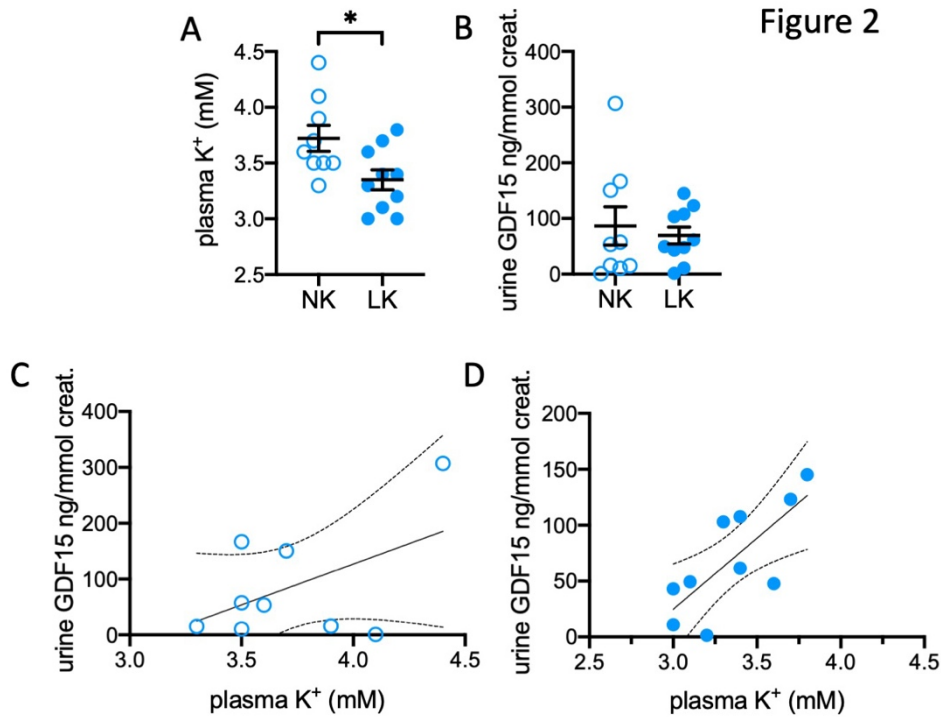 Figure 2
A
*
plasma K⁺ (mM)
4.5
4.0
3.5
3.0
2.5
NK LK
B
urine GDF15 ng/mmol creat.
400
300
200
100
0
NK LK
C
urine GDF15 ng/mmol creat.
400
300
200
100
0
3.0 3.5 4.0 4.5
plasma K⁺ (mM)
D
urine GDF15 ng/mmol creat.
200
150
100
50
0
2.5 3.0 3.5 4.0 4.5
plasma K⁺ (mM)